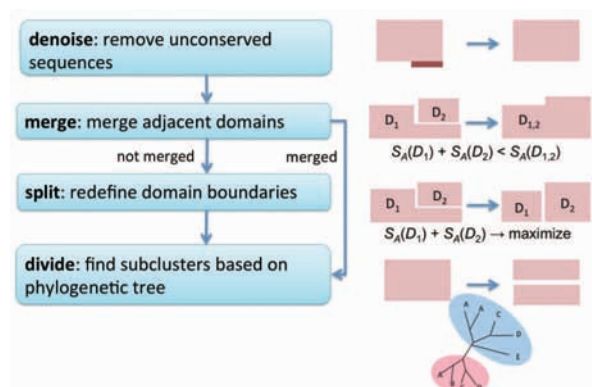 denoise: remove unconserved
sequences
merge: merge adjacent domains
D1
D2
D1,2
SA(D1) + SA(D2) < SA(D1,2)
not merged
merged
split: redefine domain boundaries
D1
D2
D1
D2
SA(D1) + SA(D2) → maximize
divide: find subclusters based on
phylogenetic tree
A
A
C
D
E